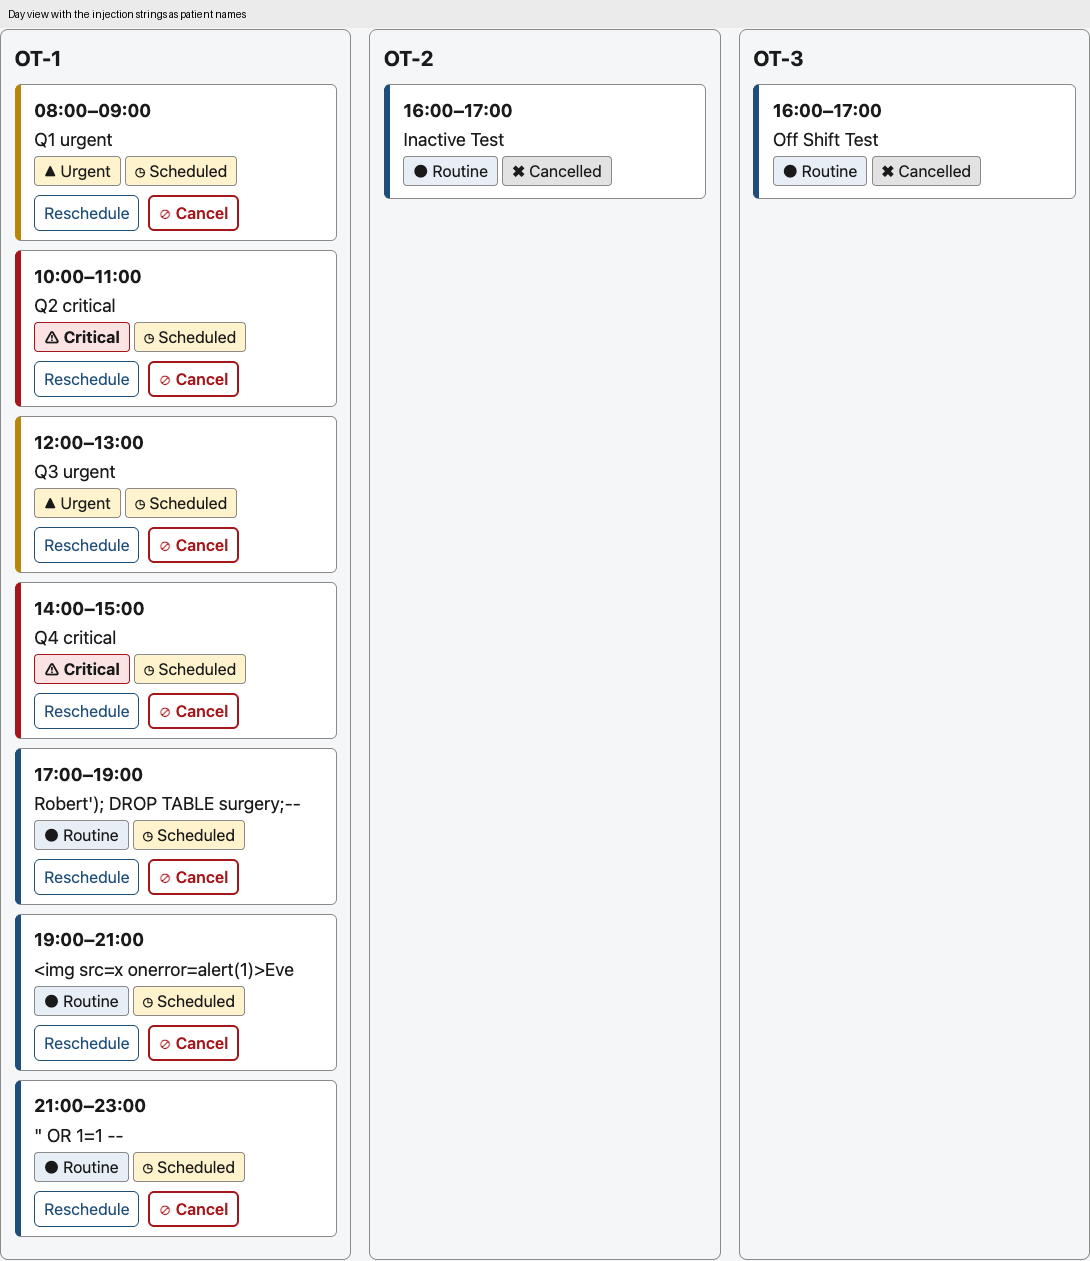 Day view with the injection strings as patient names
OT-1
08:00–09:00
Q1 urgent
▲ Urgent ◷ Scheduled
Reschedule ⊘ Cancel
10:00–11:00
Q2 critical
⚠ Critical ◷ Scheduled
Reschedule ⊘ Cancel
12:00–13:00
Q3 urgent
▲ Urgent ◷ Scheduled
Reschedule ⊘ Cancel
14:00–15:00
Q4 critical
⚠ Critical ◷ Scheduled
Reschedule ⊘ Cancel
17:00–19:00
Robert'); DROP TABLE surgery;--
● Routine ◷ Scheduled
Reschedule ⊘ Cancel
19:00–21:00
<img src=x onerror=alert(1)>Eve
● Routine ◷ Scheduled
Reschedule ⊘ Cancel
21:00–23:00
" OR 1=1 --
● Routine ◷ Scheduled
Reschedule ⊘ Cancel
OT-2
16:00–17:00
Inactive Test
● Routine ✖ Cancelled
OT-3
16:00–17:00
Off Shift Test
● Routine ✖ Cancelled